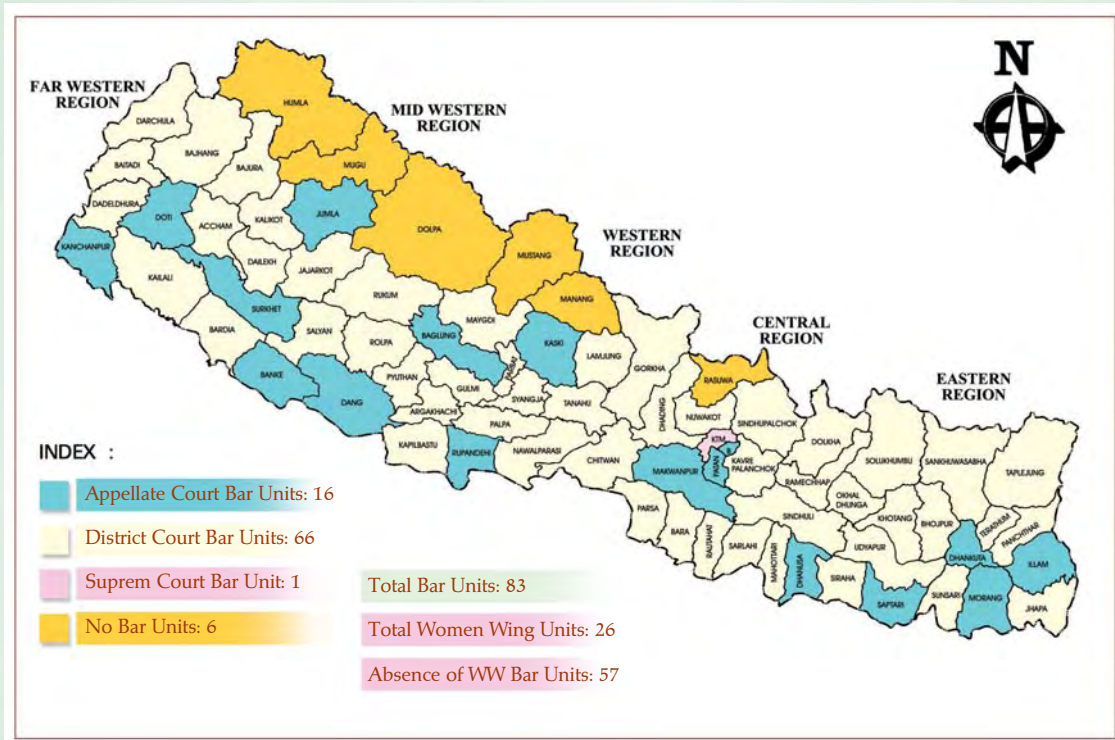 N
FAR WESTERN
REGION
MID WESTERN
REGION
WESTERN
REGION
CENTRAL
REGION
EASTERN
REGION
HUMLA
DARCHULA
BAJHANG
BAITADI
BAJURA
MUGU
DADELDHURA
DOTI
ACCHAM
KALIKOT
JUMLA
DOLPA
KANCHANPUR
KAILALI
DAILEKH
JAJARKOT
MUSTANG
MANANG
SURKHET
RUKUM
BARDIA
SALYAN
ROLPA
MAYGDI
BAGLUNG
KASKI
LAMJUNG
GORKHA
BANKE
DANG
PYUTHAN
GULMI
PARBAT
SYANGJA
TANAHU
ARGAKHACHI
PALPA
KAPILBASTU
RUPANDEHI
NAWALPARASI
CHITWAN
DHADING
RASUWA
NUWAKOT
SINDHUPALCHOK
KTM
B
PATAN
KAVRE
PALANCHOK
MAKWANPUR
DOLKHA
RAMECHHAP
SOLUKHUMBU
SANKHUWASABHA
TAPLEJUNG
OKHAL
DHUNGA
KHOTANG
BHOJPUR
TERATHUM
PANCHTHAR
PARSA
BARA
RAUTAHAT
SARLAHI
SINDHULI
MAHOTTARI
DHANUSA
SIRAHA
UDYAPUR
SAPTARI
DHANKUTA
SUNSARI
MORANG
ILLAM
JHAPA
INDEX :
Appellate Court Bar Units: 16
District Court Bar Units: 66
Suprem Court Bar Unit: 1
No Bar Units: 6
Total Bar Units: 83
Total Women Wing Units: 26
Absence of WW Bar Units: 57